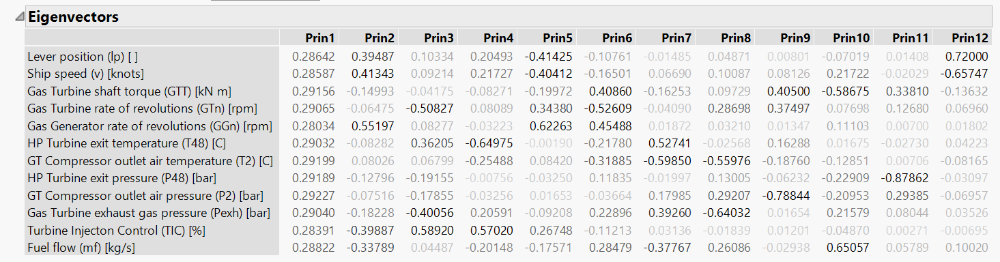 Eigenvectors
Prin1 Prin2 Prin3 Prin4 Prin5 Prin6 Prin7 Prin8 Prin9 Prin10 Prin11 Prin12
Lever position (lp) [ ] 0.28642 0.39487 0.10334 0.20493 -0.41425 -0.10761 -0.01485 0.04871 0.00801 -0.07019 0.01408 0.72000
Ship speed (v) [knots] 0.28587 0.41343 0.09214 0.21727 -0.40412 -0.16501 0.06690 0.10087 0.08126 0.21722 -0.02029 -0.65747
Gas Turbine shaft torque (GTT) [kN m] 0.29156 -0.14993 -0.04175 -0.08271 -0.19972 0.40860 -0.16253 0.09729 0.40500 -0.58675 0.33810 -0.13632
Gas Turbine rate of revolutions (GTn) [rpm] 0.29065 -0.06475 -0.50827 0.08089 0.34380 -0.52609 -0.04090 0.28698 0.37497 0.07698 0.12680 0.06960
Gas Generator rate of revolutions (GGn) [rpm] 0.28034 0.55197 0.08277 -0.03223 0.62263 0.45488 0.01872 0.03210 0.01347 0.11103 0.00700 0.01802
HP Turbine exit temperature (T48) [C] 0.29032 -0.08282 0.36205 -0.64975 -0.00190 -0.21780 0.52741 -0.02568 0.16288 0.01675 -0.02730 0.04223
GT Compressor outlet air temperature (T2) [C] 0.29199 0.08026 0.06799 -0.25488 0.08420 -0.31885 -0.59850 -0.55976 -0.18760 -0.12851 0.00706 -0.08165
HP Turbine exit pressure (P48) [bar] 0.29189 -0.12796 -0.19155 -0.00756 -0.03250 0.11835 -0.01997 0.13005 -0.06232 -0.22909 -0.87862 -0.03097
GT Compressor outlet air pressure (P2) [bar] 0.29227 -0.07516 -0.17855 -0.03256 0.01653 -0.03664 0.17985 0.29207 -0.78844 -0.20953 0.29385 -0.06957
Gas Turbine exhaust gas pressure (Pexh) [bar] 0.29040 -0.18228 -0.40056 0.20591 -0.09208 0.22896 0.39260 -0.64032 0.01654 0.21579 0.08044 0.03526
Turbine Injecton Control (TIC) [%] 0.28391 -0.39887 0.58920 0.57020 0.26748 -0.11213 0.03136 -0.01839 0.01201 -0.04870 0.00271 -0.00695
Fuel flow (mf) [kg/s] 0.28822 -0.33789 0.04487 -0.20148 -0.17571 0.28479 -0.37767 0.26086 -0.02938 0.65057 0.05789 0.10020